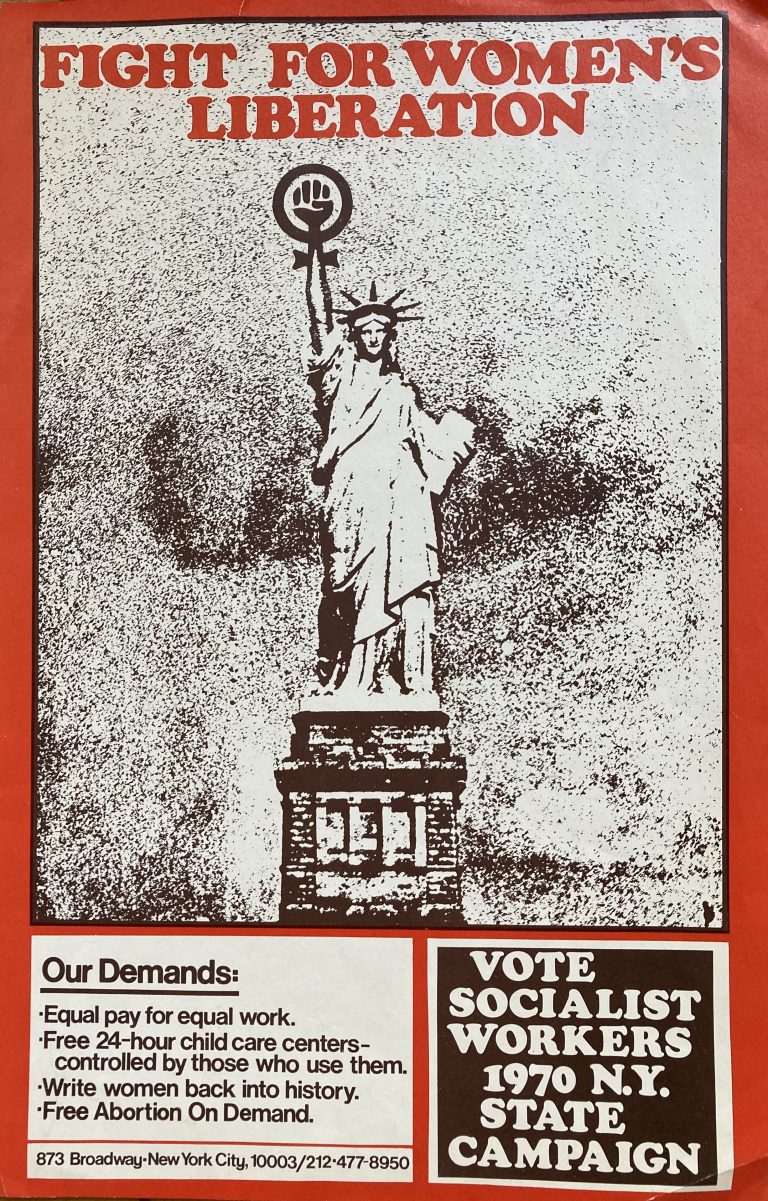 FIGHT FOR WOMEN'S
LIBERATION
Our Demands:
·Equal pay for equal work.
·Free 24-hour child care centers-
controlled by those who use them.
·Write women back into history.
·Free Abortion On Demand.
873 Broadway·New York City, 10003/212·477-8950
VOTE
SOCIALIST
WORKERS
1970 N.Y.
STATE
CAMPAIGN